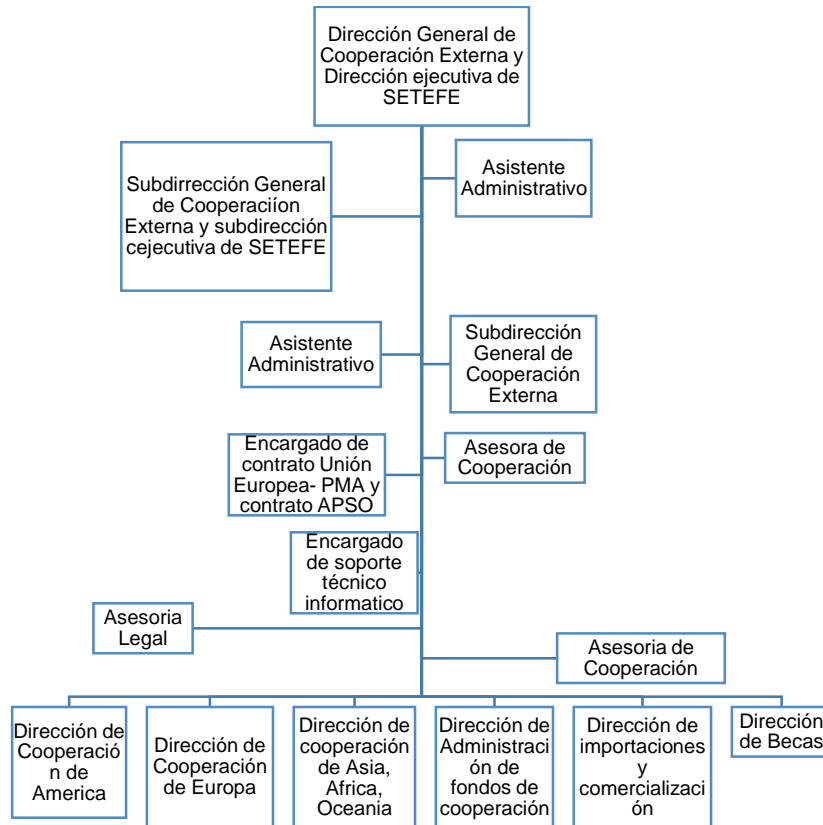 Dirección General de
Cooperación Externa y
Dirección ejecutiva de
SETEFE
Asistente
Administrativo
Subdirrección General
de Cooperaciíon
Externa y subdirección
cejecutiva de SETEFE
Asistente
Administrativo
Subdirección
General de
Cooperación
Externa
Encargado de
contrato Unión
Europea- PMA y
contrato APSO
Asesora de
Cooperación
Encargado
de soporte
técnico
informatico
Asesoria
Legal
Asesoria de
Cooperación
Dirección de
Cooperació
n de
America
Dirección de
Cooperación
de Europa
Dirección de
cooperación
de Asia,
Africa,
Oceania
Dirección de
Administraci
ón de
fondos de
cooperación
Dirección de
importaciones
y
comercializaci
ón
Dirección
de Becas